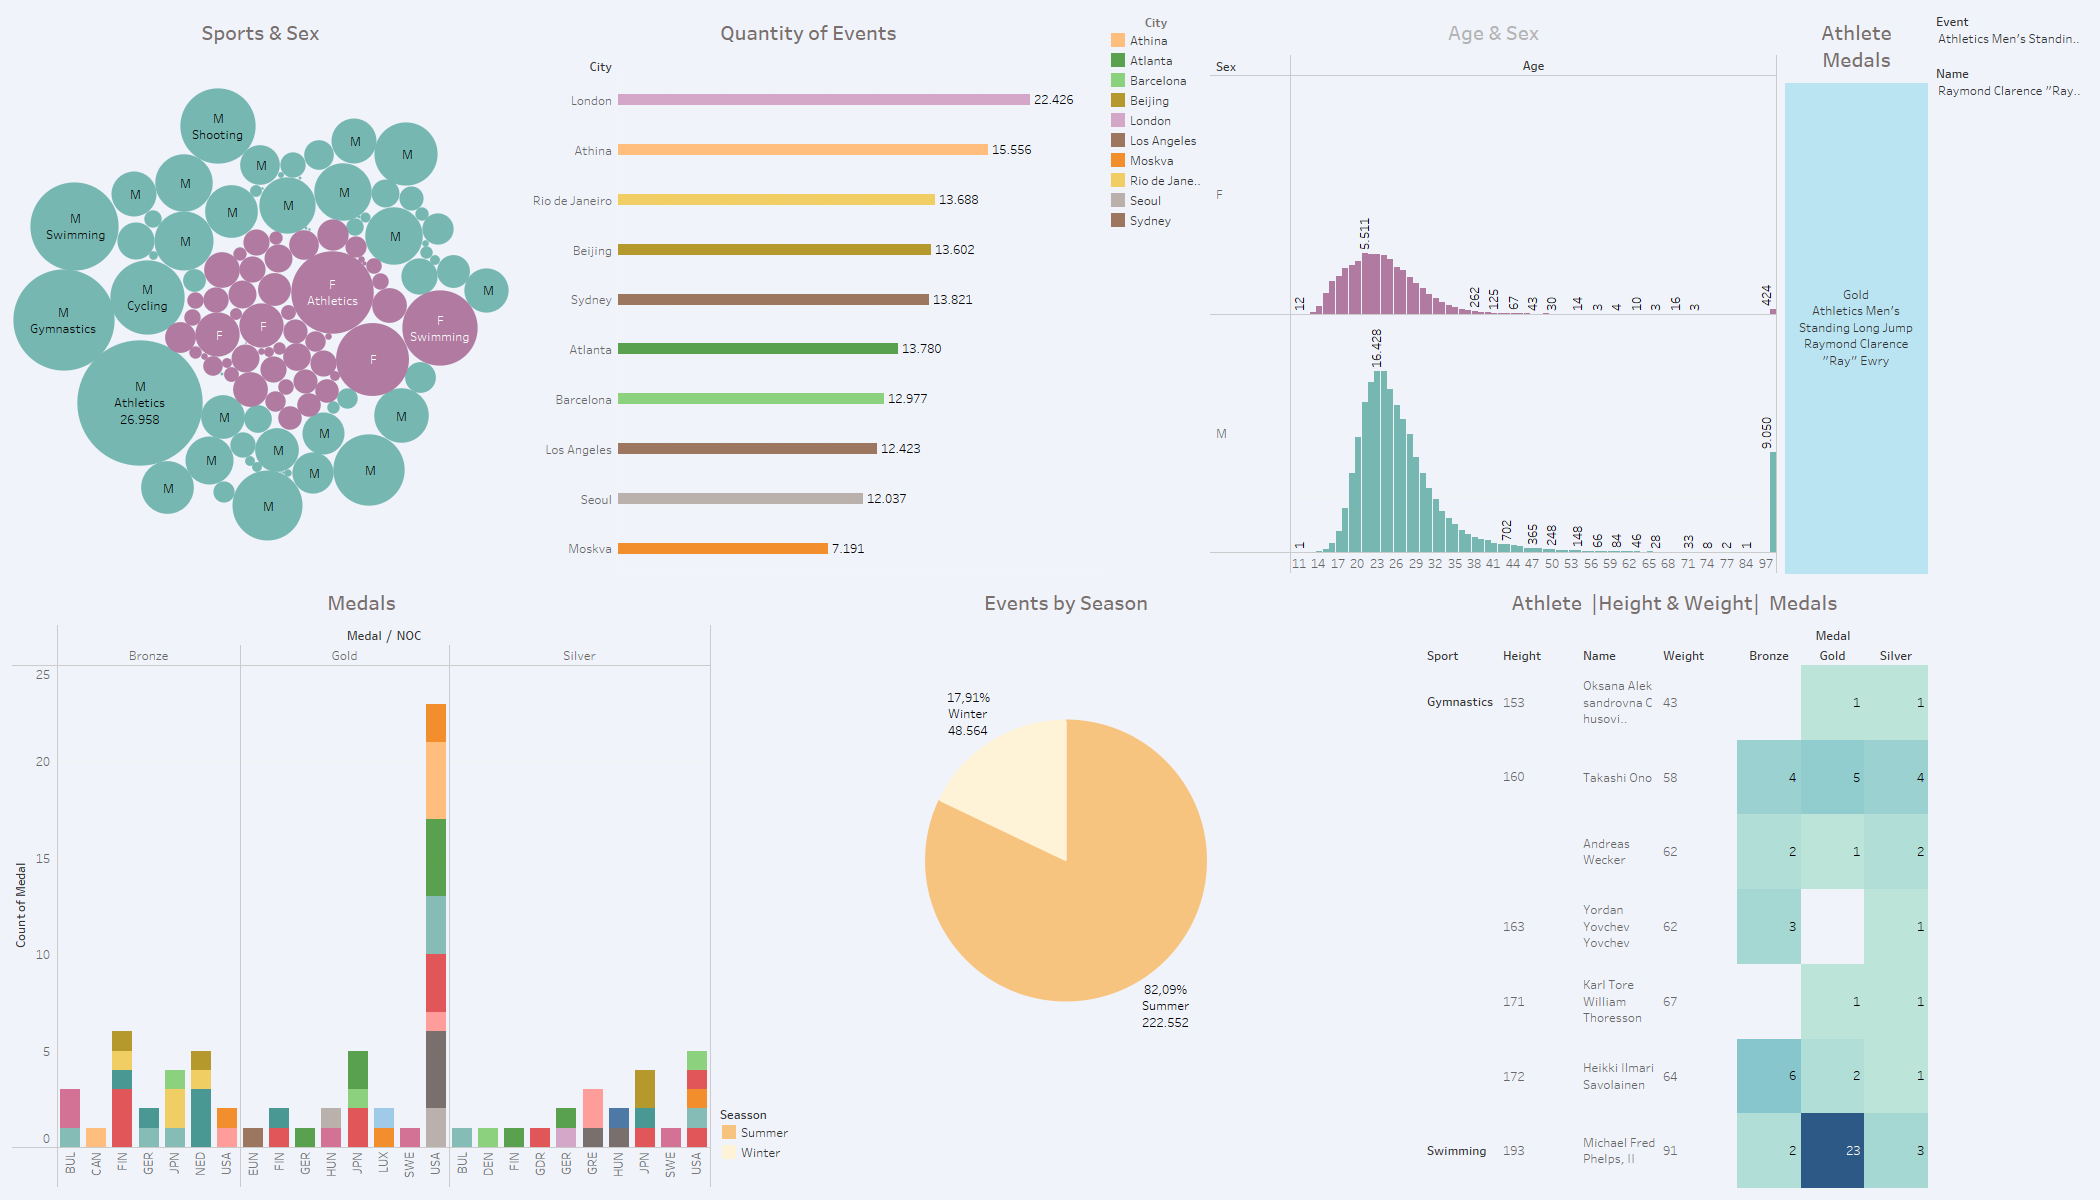 Sports & Sex
M
Shooting
M
M
M
M
M
M
M
M
M
Swimming
M
M
M
Cycling
M
M
Gymnastics
F
Athletics
F
Swimming
F
F
F
M
Athletics
26.958
M
M
M
M
M
M
M
M
M
Quantity of Events
City
London 22.426
Athina 15.556
Rio de Janeiro 13.688
Beijing 13.602
Sydney 13.821
Atlanta 13.780
Barcelona 12.977
Los Angeles 12.423
Seoul 12.037
Moskva 7.191
City
Athina
Atlanta
Barcelona
Beijing
London
Los Angeles
Moskva
Rio de Jane..
Seoul
Sydney
Age & Sex
Sex Age
F
12 5.511 262 125 67 43 30 14 3 4 10 3 16 3 424
M
1 16.428 702 365 248 148 66 84 46 28 33 8 2 1 9.050
11 14 17 20 23 26 29 32 35 38 41 44 47 50 53 56 59 62 65 68 71 74 77 84 97
Athlete
Medals
Gold
Athletics Men's
Standing Long Jump
Raymond Clarence
"Ray" Ewry
Event
Athletics Men's Standin..
Name
Raymond Clarence "Ray..
Medals
Medal / NOC
Bronze Gold Silver
Count of Medal
25
20
15
10
5
0
BUL CAN FIN GER JPN NED USA EUN FIN GER HUN JPN LUX SWE USA BUL DEN FIN GDR GER GRE HUN JPN SWE USA
Events by Season
17,91%
Winter
48.564
82,09%
Summer
222.552
Seasson
Summer
Winter
Athlete |Height & Weight| Medals
Medal
Sport Height Name Weight Bronze Gold Silver
Gymnastics 153 Oksana Alek
sandrovna C
husovi.. 43 1 1
160 Takashi Ono 58 4 5 4
Andreas
Wecker 62 2 1 2
163 Yordan
Yovchev
Yovchev 62 3 1
171 Karl Tore
William
Thoresson 67 1 1
172 Heikki Ilmari
Savolainen 64 6 2 1
Swimming 193 Michael Fred
Phelps, II 91 2 23 3